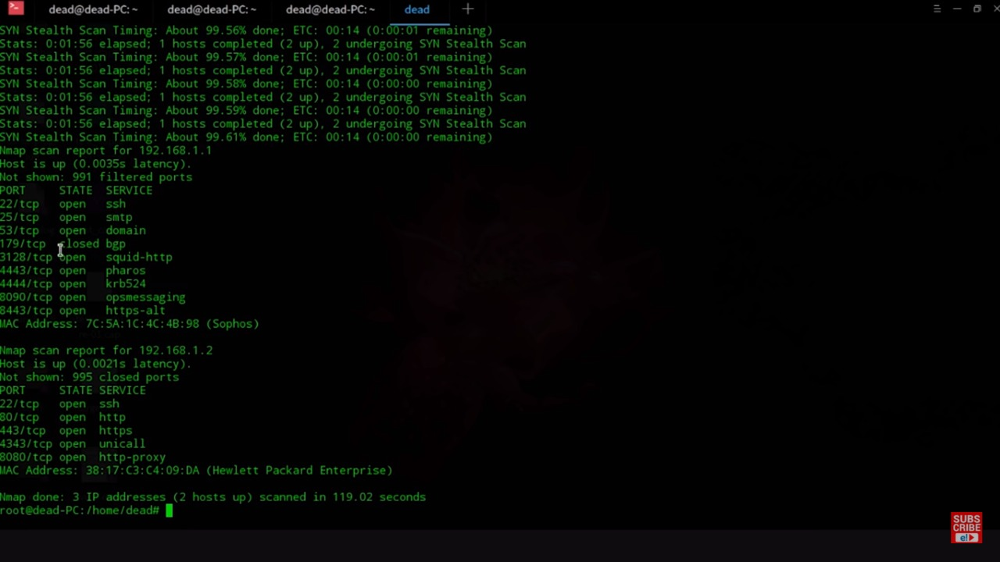 dead@dead-PC: ~ dead@dead-PC: ~ dead@dead-PC: ~ dead
SYN Stealth Scan Timing: About 99.56% done; ETC: 00:14 (0:00:01 remaining)
Stats: 0:01:56 elapsed; 1 hosts completed (2 up), 2 undergoing SYN Stealth Scan
SYN Stealth Scan Timing: About 99.57% done; ETC: 00:14 (0:00:01 remaining)
Stats: 0:01:56 elapsed; 1 hosts completed (2 up), 2 undergoing SYN Stealth Scan
SYN Stealth Scan Timing: About 99.58% done; ETC: 00:14 (0:00:00 remaining)
Stats: 0:01:56 elapsed; 1 hosts completed (2 up), 2 undergoing SYN Stealth Scan
SYN Stealth Scan Timing: About 99.59% done; ETC: 00:14 (0:00:00 remaining)
Stats: 0:01:56 elapsed; 1 hosts completed (2 up), 2 undergoing SYN Stealth Scan
SYN Stealth Scan Timing: About 99.61% done; ETC: 00:14 (0:00:00 remaining)
Nmap scan report for 192.168.1.1
Host is up (0.0035s latency).
Not shown: 991 filtered ports
PORT STATE SERVICE
22/tcp open ssh
25/tcp open smtp
53/tcp open domain
179/tcp closed bgp
3128/tcp open squid-http
4443/tcp open pharos
4444/tcp open krb524
8090/tcp open opsmessaging
8443/tcp open https-alt
MAC Address: 7C:5A:1C:4C:4B:98 (Sophos)
Nmap scan report for 192.168.1.2
Host is up (0.0021s latency).
Not shown: 995 closed ports
PORT STATE SERVICE
22/tcp open ssh
80/tcp open http
443/tcp open https
4343/tcp open unicall
8080/tcp open http-proxy
MAC Address: 38:17:C3:C4:09:DA (Hewlett Packard Enterprise)
Nmap done: 3 IP addresses (2 hosts up) scanned in 119.02 seconds
root@dead-PC:/home/dead#
SUBS
CRIBE
e!